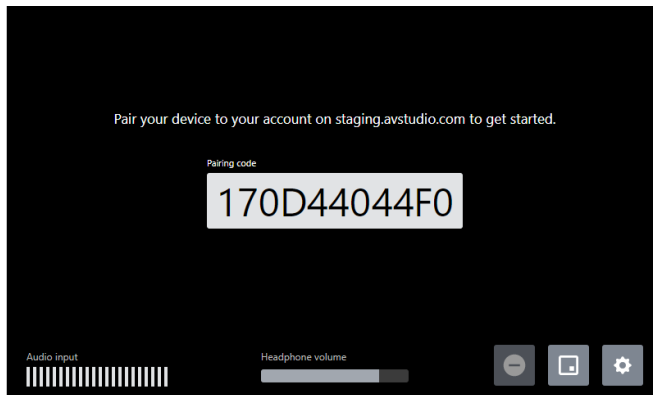 Pair your device to your account on staging.avstudio.com to get started.
Pairing code
170D44044F0
Audio input
Headphone volume